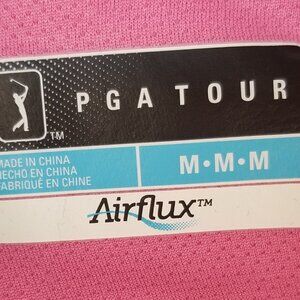 PGA TOUR
TM
MADE IN CHINA
HECHO EN CHINA
FABRIQUÉ EN CHINE
M•M•M
Airflux™